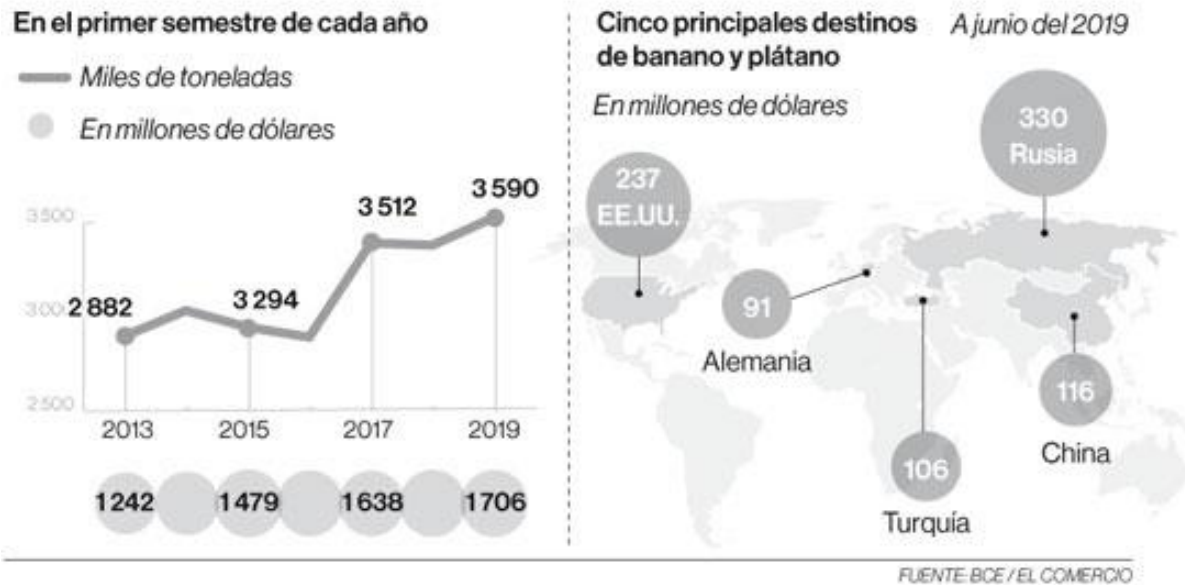 En el primer semestre de cada año
Miles de toneladas
En millones de dólares
3 500
3 000
2 500
2 882
3 294
3 512
3 590
2013
2015
2017
2019
1 242
1 479
1 638
1 706
Cinco principales destinos
de banano y plátano
A junio del 2019
En millones de dólares
330
Rusia
237
EE.UU.
91
Alemania
116
China
106
Turquía
FUENTE: BCE / EL COMERCIO